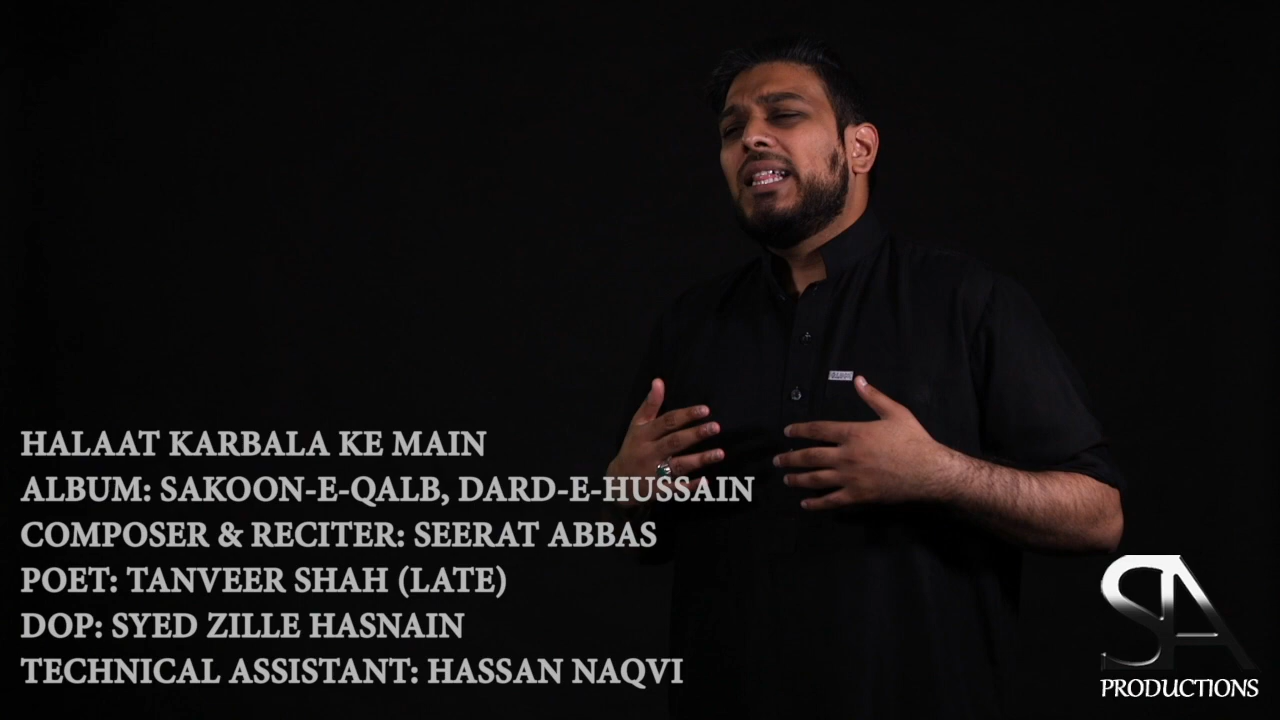 HALAAT KARBALA KE MAIN
ALBUM: SAKOON-E-QALB, DARD-E-HUSSAIN
COMPOSER & RECITER: SEERAT ABBAS
POET: TANVEER SHAH (LATE)
DOP: SYED ZILLE HASNAIN
TECHNICAL ASSISTANT: HASSAN NAQVI
SA
PRODUCTIONS